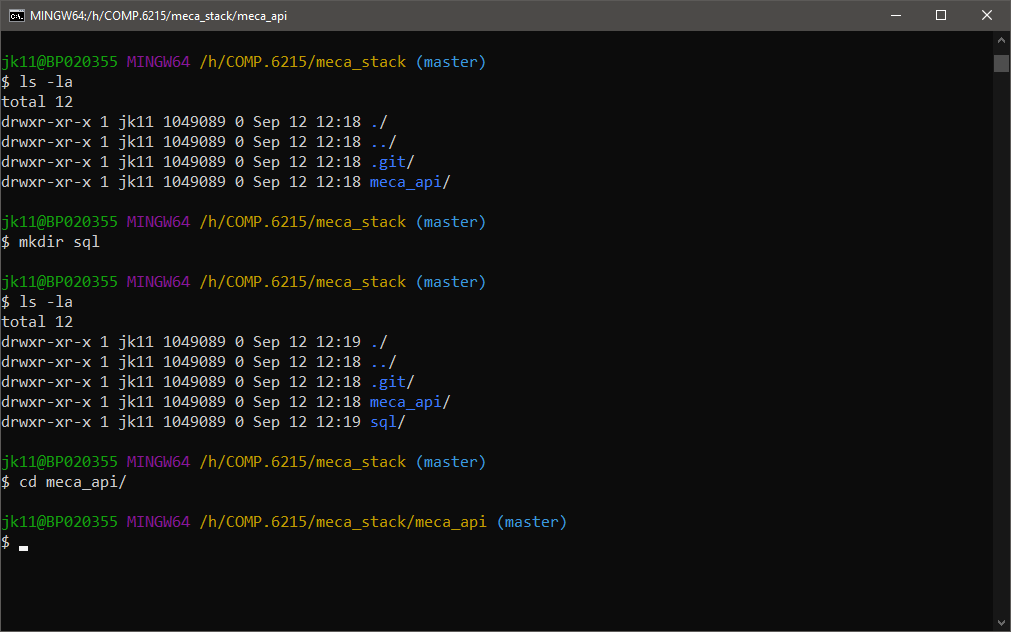 MINGW64:/h/COMP.6215/meca_stack/meca_api
jk11@BP020355 MINGW64 /h/COMP.6215/meca_stack (master)
$ ls -la
total 12
drwxr-xr-x 1 jk11 1049089 0 Sep 12 12:18 ./
drwxr-xr-x 1 jk11 1049089 0 Sep 12 12:18 ../
drwxr-xr-x 1 jk11 1049089 0 Sep 12 12:18 .git/
drwxr-xr-x 1 jk11 1049089 0 Sep 12 12:18 meca_api/
jk11@BP020355 MINGW64 /h/COMP.6215/meca_stack (master)
$ mkdir sql
jk11@BP020355 MINGW64 /h/COMP.6215/meca_stack (master)
$ ls -la
total 12
drwxr-xr-x 1 jk11 1049089 0 Sep 12 12:19 ./
drwxr-xr-x 1 jk11 1049089 0 Sep 12 12:18 ../
drwxr-xr-x 1 jk11 1049089 0 Sep 12 12:18 .git/
drwxr-xr-x 1 jk11 1049089 0 Sep 12 12:18 meca_api/
drwxr-xr-x 1 jk11 1049089 0 Sep 12 12:19 sql/
jk11@BP020355 MINGW64 /h/COMP.6215/meca_stack (master)
$ cd meca_api/
jk11@BP020355 MINGW64 /h/COMP.6215/meca_stack/meca_api (master)
$